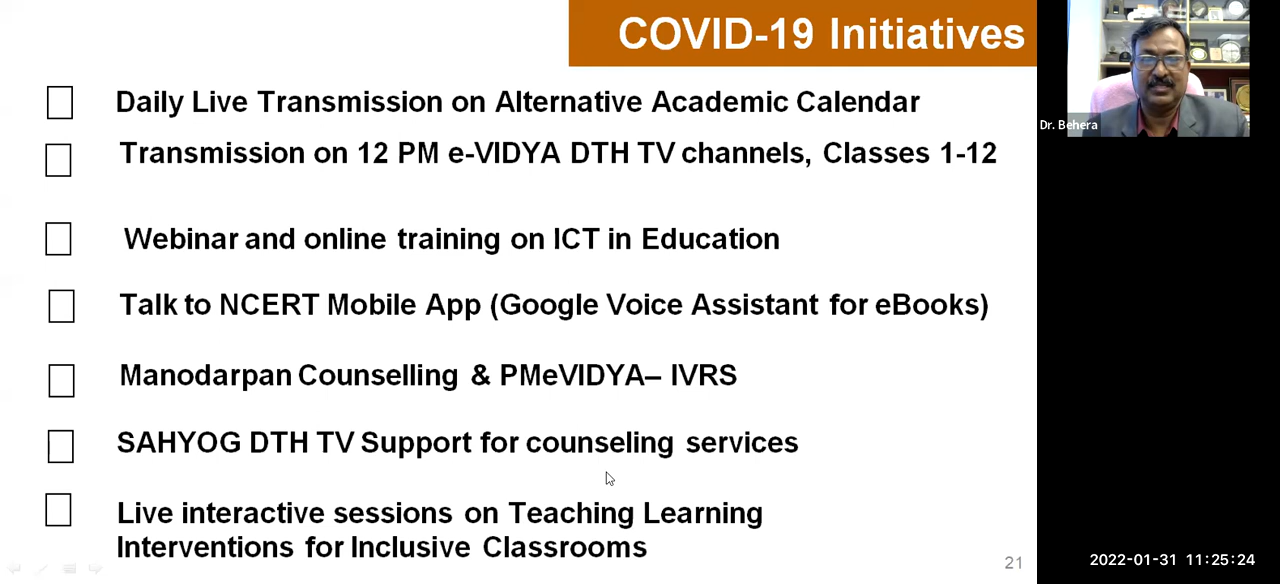 COVID-19 Initiatives
Daily Live Transmission on Alternative Academic Calendar
Transmission on 12 PM e-VIDYA DTH TV channels, Classes 1-12
Webinar and online training on ICT in Education
Talk to NCERT Mobile App (Google Voice Assistant for eBooks)
Manodarpan Counselling & PMeVIDYA– IVRS
SAHYOG DTH TV Support for counseling services
Live interactive sessions on Teaching Learning
Interventions for Inclusive Classrooms
21
Dr. Behera
2022-01-31 11:25:24